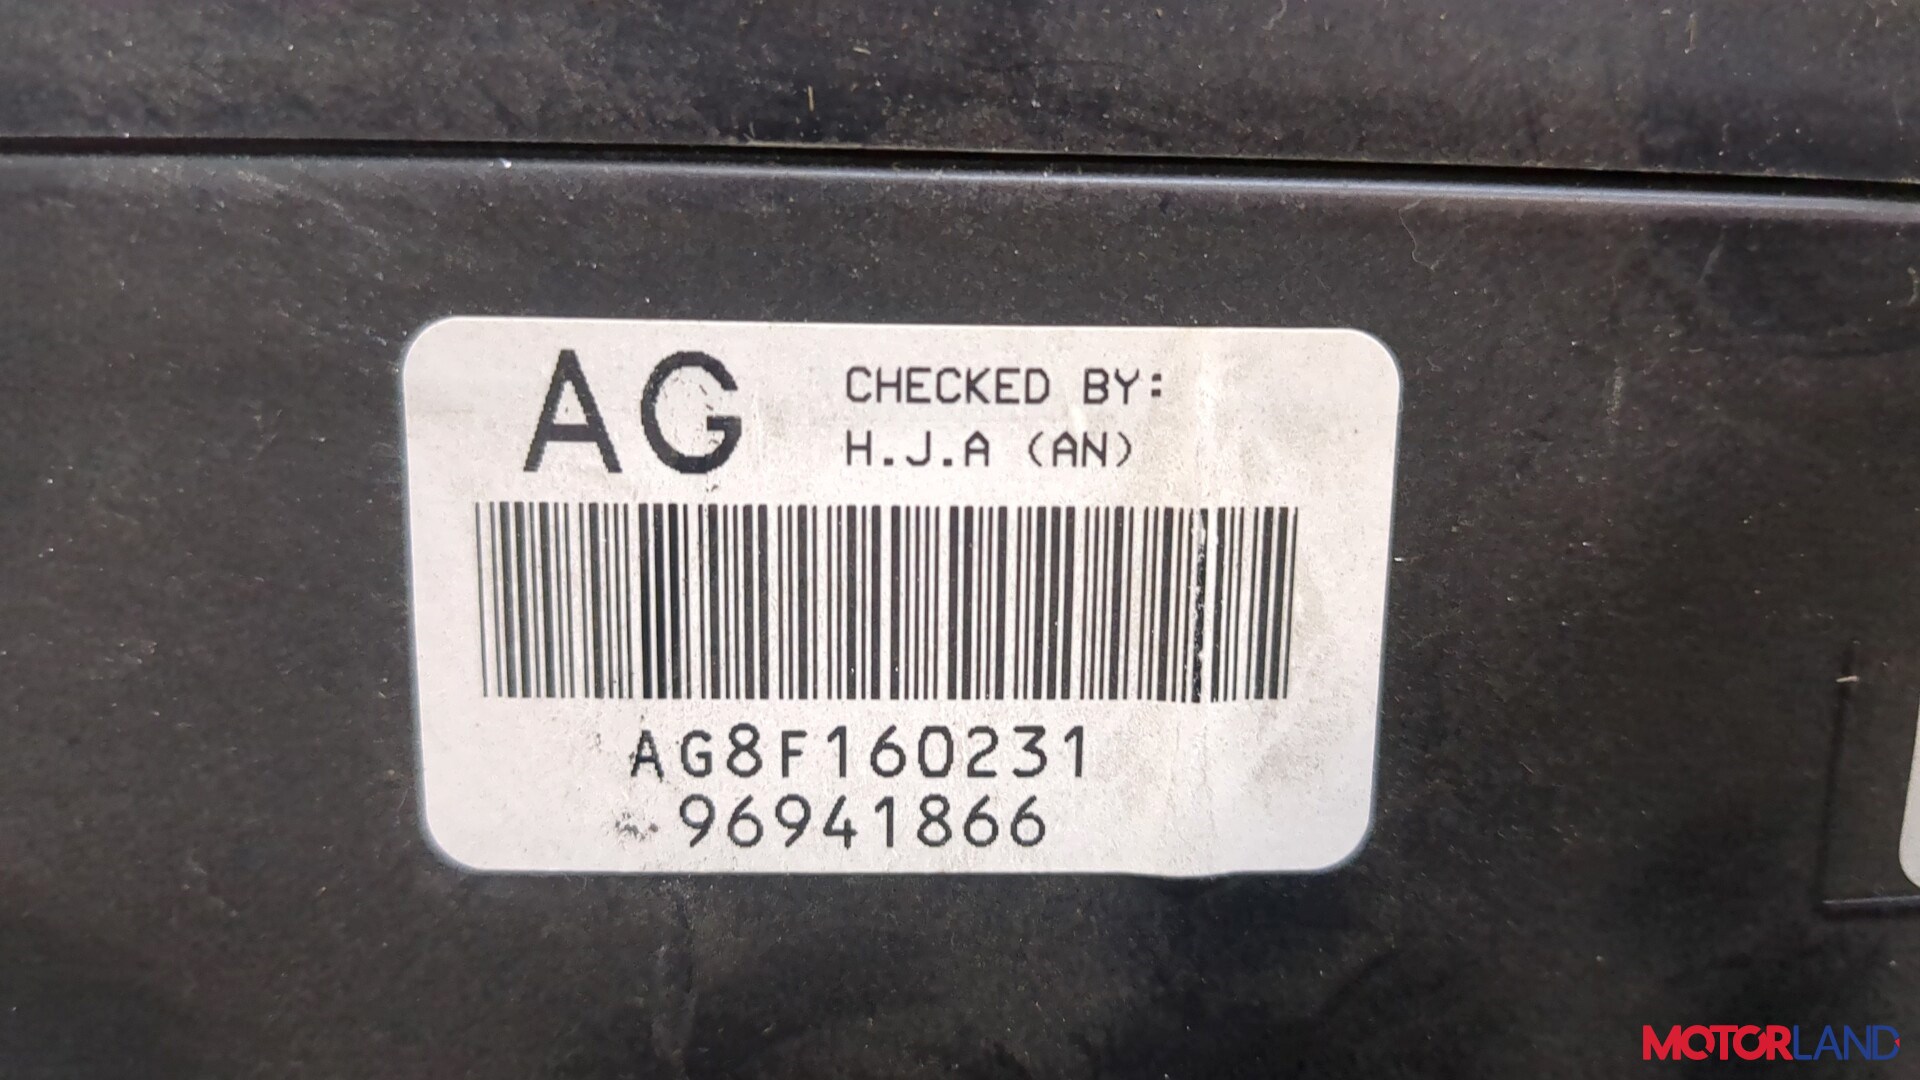 AG
CHECKED BY:
H.J.A (AN)
AG8F160231
96941866
MOTORLAND